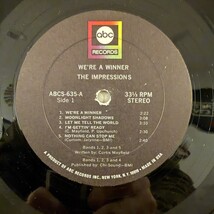 abc
RECORDS
WE'RE A WINNER
THE IMPRESSIONS
ABCS-635-A
Side 1
33⅓ RPM
STEREO
1. WE'RE A WINNER 2:22
2. MOONLIGHT SHADOWS
3. LET ME TELL THE WORLD
4. I'M GETTIN' READY
5. NOTHING CAN STOP ME
Bands 1, 2, 3 and 5
Written by: Curtis Mayfield
Bands 1, 2, 3 and 4
A PRODUCT OF ABC RECORDS INC. NEW YORK, N.Y. 10019 MADE IN USA